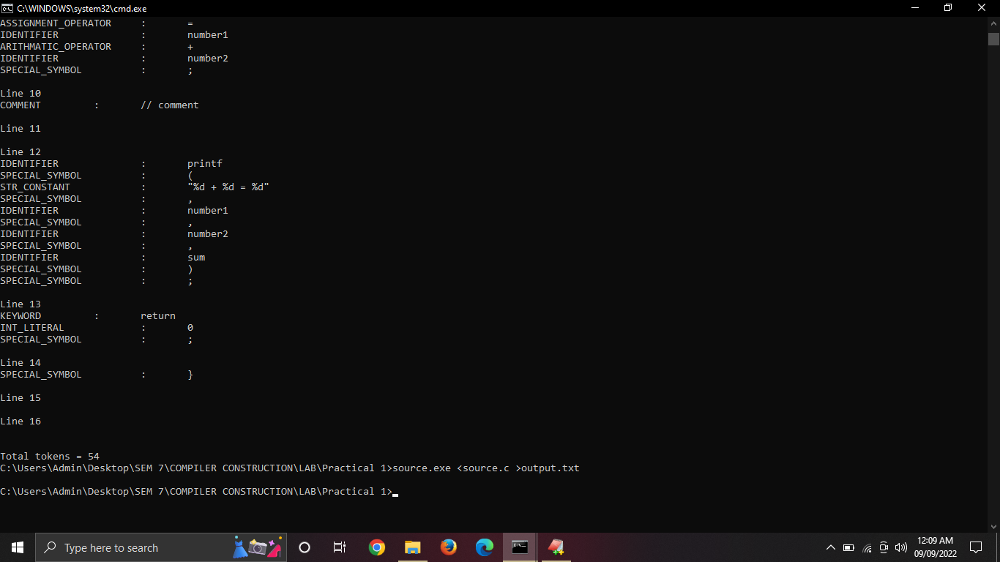 C:\WINDOWS\system32\cmd.exe
ASSIGNMENT_OPERATOR : =
IDENTIFIER : number1
ARITHMATIC_OPERATOR : +
IDENTIFIER : number2
SPECIAL_SYMBOL : ;
Line 10
COMMENT : // comment
Line 11
Line 12
IDENTIFIER : printf
SPECIAL_SYMBOL : (
STR_CONSTANT : "%d + %d = %d"
SPECIAL_SYMBOL : ,
IDENTIFIER : number1
SPECIAL_SYMBOL : ,
IDENTIFIER : number2
SPECIAL_SYMBOL : ,
IDENTIFIER : sum
SPECIAL_SYMBOL : )
SPECIAL_SYMBOL : ;
Line 13
KEYWORD : return
INT_LITERAL : 0
SPECIAL_SYMBOL : ;
Line 14
SPECIAL_SYMBOL : }
Line 15
Line 16
Total tokens = 54
C:\Users\Admin\Desktop\SEM 7\COMPILER CONSTRUCTION\LAB\Practical 1>source.exe <source.c >output.txt
C:\Users\Admin\Desktop\SEM 7\COMPILER CONSTRUCTION\LAB\Practical 1>
Type here to search
12:09 AM
09/09/2022